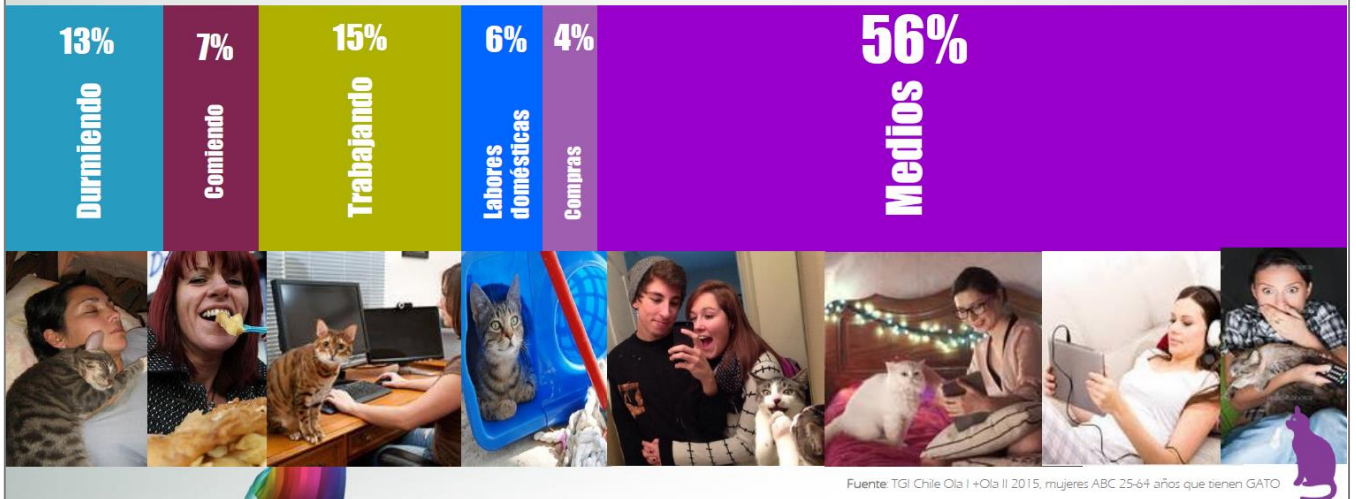 13%
Durmiendo
7%
Comiendo
15%
Trabajando
6%
Labores
domésticas
4%
Compras
56%
Medios
Fuente: TGI Chile Ola I +Ola II 2015, mujeres ABC 25-64 años que tienen GATO